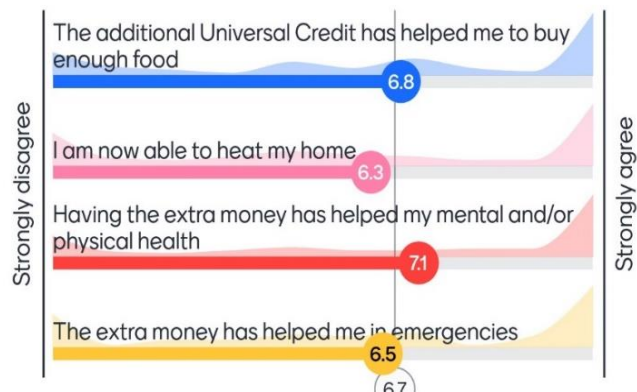 Strongly disagree
The additional Universal Credit has helped me to buy
enough food
6.8
I am now able to heat my home
6.3
Having the extra money has helped my mental and/or
physical health
7.1
The extra money has helped me in emergencies
6.5
6.7
Strongly agree